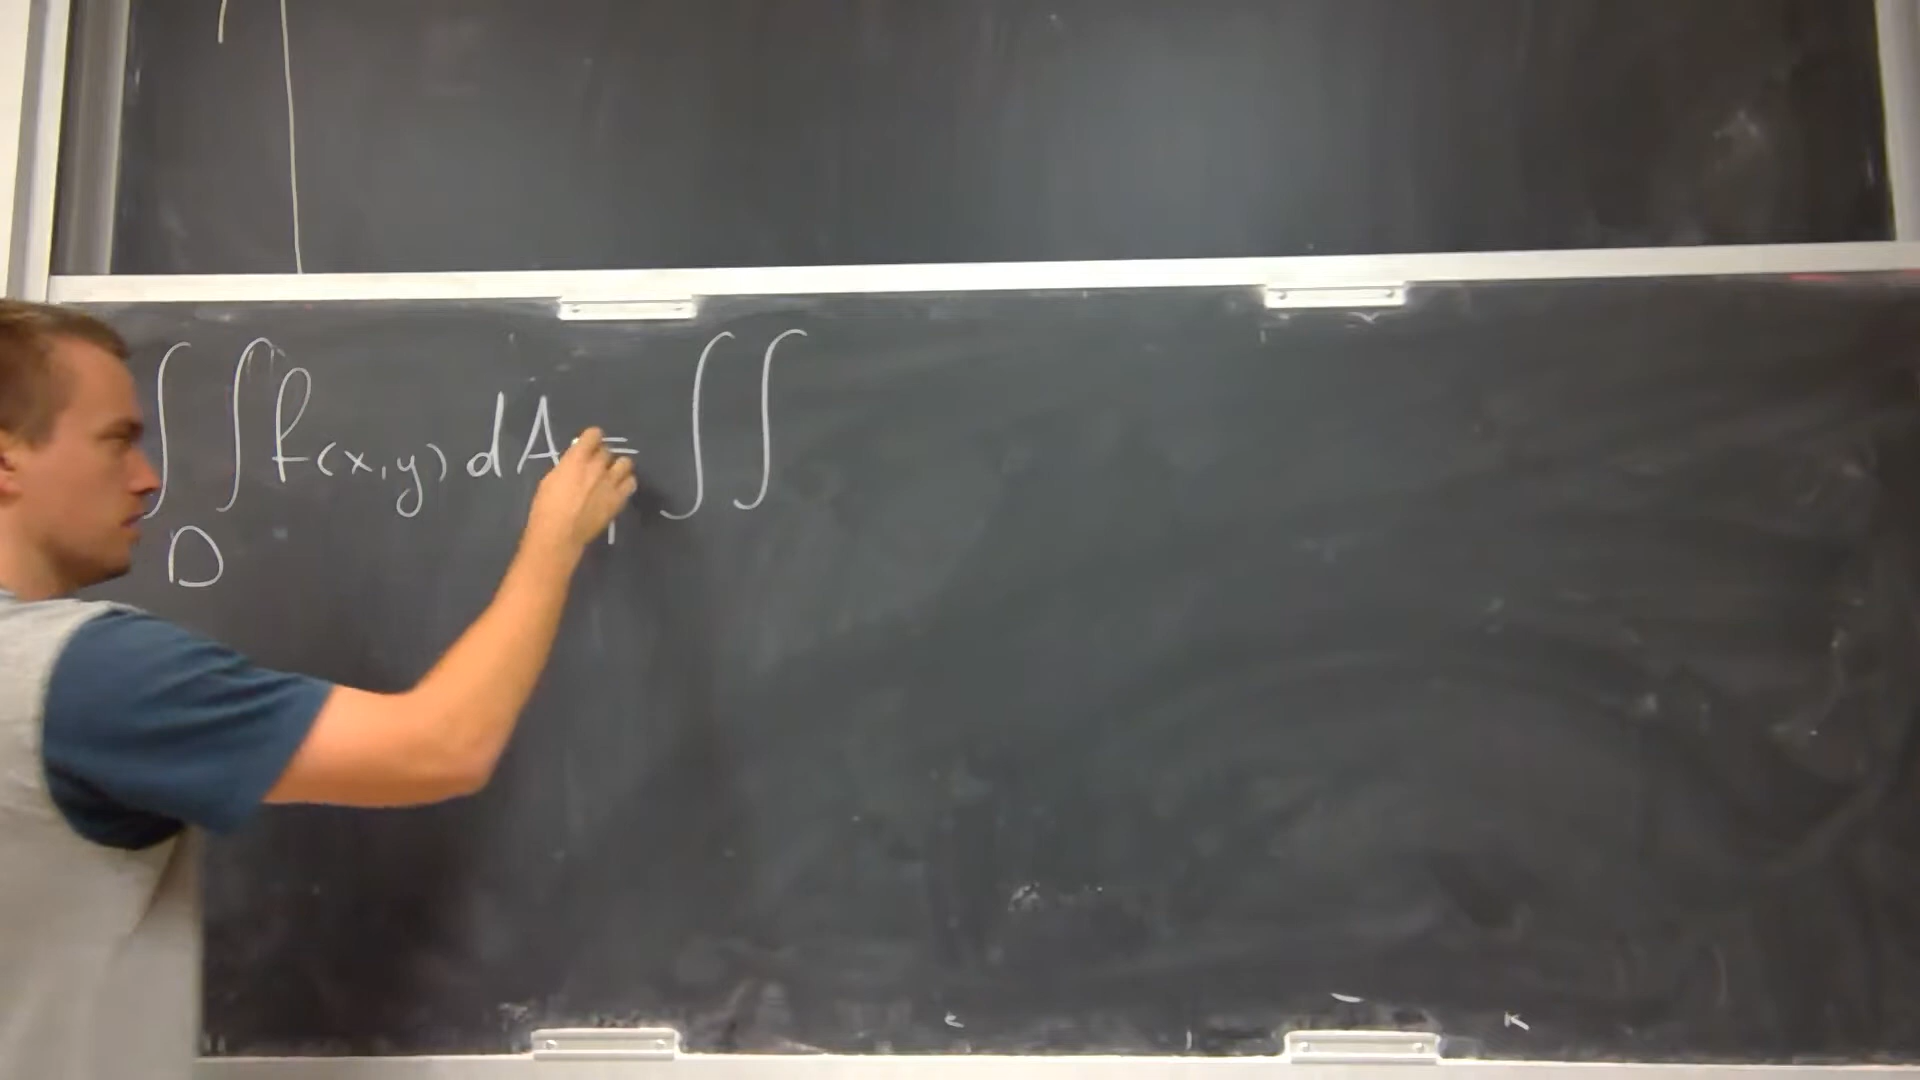 ∫∫ f(x,y) dA = ∫∫
D